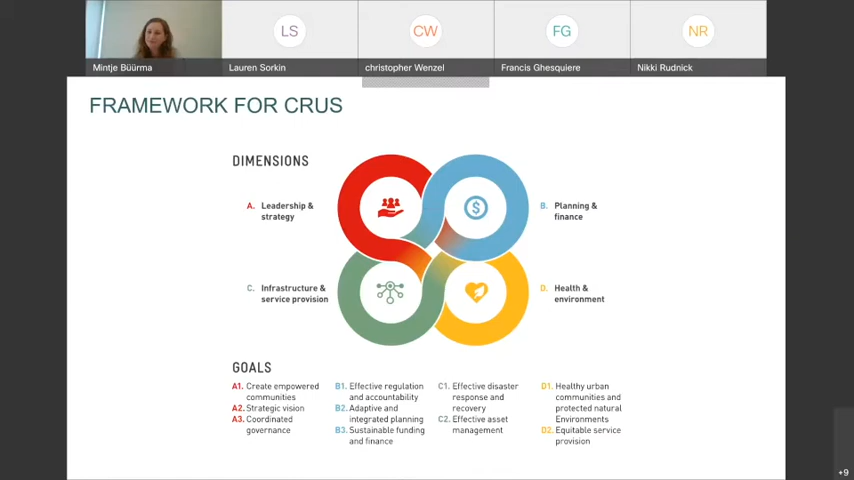 LS
CW
FG
NR
Mintje Büürma
Lauren Sorkin
christopher Wenzel
Francis Ghesquiere
Nikki Rudnick
FRAMEWORK FOR CRUS
DIMENSIONS
A. Leadership &
strategy
$
B. Planning &
finance
C. Infrastructure &
service provision
D. Health &
environment
GOALS
A1. Create empowered
communities
A2. Strategic vision
A3. Coordinated
governance
B1. Effective regulation
and accountability
B2. Adaptive and
integrated planning
B3. Sustainable funding
and finance
C1. Effective disaster
response and
recovery
C2. Effective asset
management
D1. Healthy urban
communities and
protected natural
Environments
D2. Equitable service
provision
+9